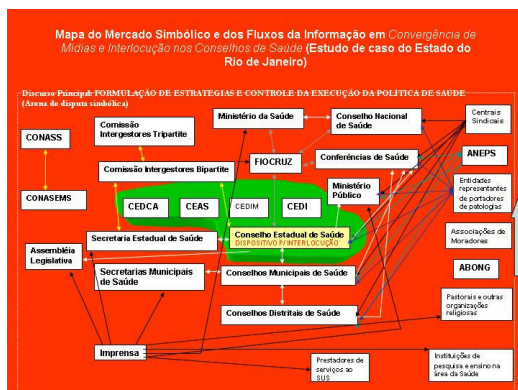 Mapa do Mercado Simbólico e dos Fluxos da Informação em Convergência de
Mídias e Interlocução nos Conselhos de Saúde (Estudo de caso do Estado do
Rio de Janeiro)
Discurso Principal: FORMULAÇÃO DE ESTRATÉGIAS E CONTROLE DA EXECUÇÃO DA POLÍTICA DE SAÚDE
(Arena de disputa simbólica)
CONASS
CONASEMS
Comissão
Intergestores Tripartite
Comissão Intergestores Bipartite
Ministério da Saúde
Conselho Nacional
de Saúde
Centrais
Sindicais
FIOCRUZ
Conferências de Saúde
ANEPS
Ministério
Público
Entidades
representantes
de portadores
de patologias
CEDCA
CEAS
CEDIM
CEDI
Secretaria Estadual de Saúde
Conselho Estadual de Saúde
DISPOSITIVO P/ INTERLOCUÇÃO
Associações de
Moradores
Assembléia
Legislativa
Secretarias Municipais
de Saúde
Conselhos Municipais de Saúde
ABONG
Conselhos Distritais de Saúde
Pastorais e outras
organizações
religiosas
Imprensa
Prestadores de
serviços ao
SUS
Instituições de
pesquisa e ensino na
área da Saúde